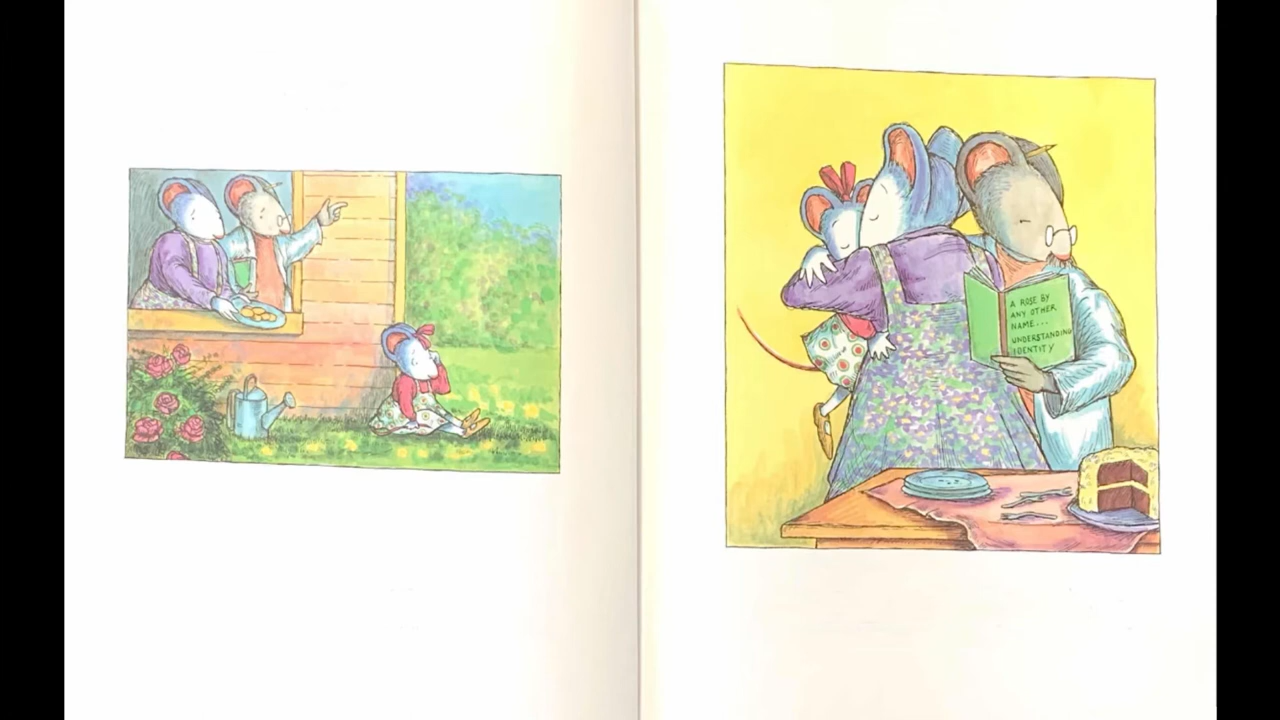 A ROSE BY
ANY OTHER
NAME...
UNDERSTANDING
IDENTITY